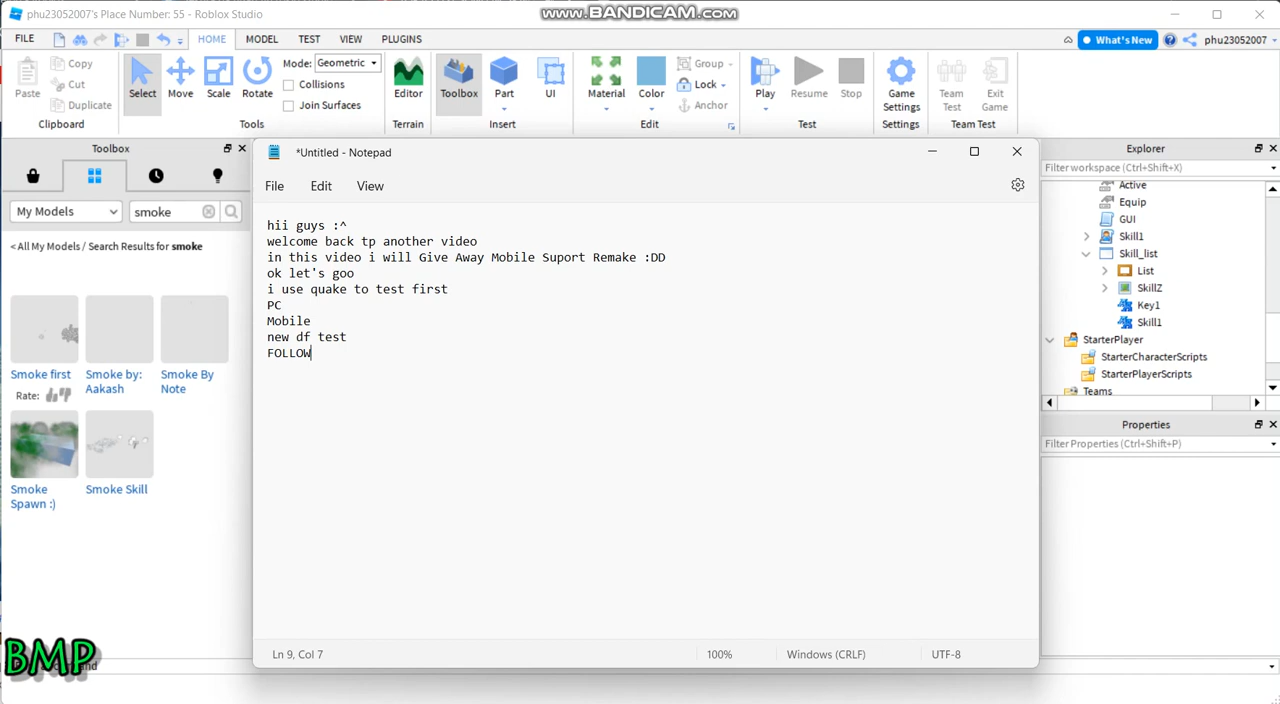 phu23052007's Place Number: 55 - Roblox Studio
WWW.BANDICAM.COM
FILE HOME MODEL TEST VIEW PLUGINS What's New phu23052007
Paste Copy Cut Duplicate Clipboard
Select Move Scale Rotate Mode: Geometric Collisions Join Surfaces Tools
Editor Terrain
Toolbox Part UI Insert
Material Color Group Lock Anchor Edit
Play Resume Stop Test
Game Settings Settings
Team Test Exit Game Team Test
Toolbox
My Models smoke
< All My Models / Search Results for smoke
Smoke first
Rate:
Smoke by: Aakash
Smoke By Note
Smoke Spawn :)
Smoke Skill
BMP
*Untitled - Notepad
File Edit View
hii guys :^
welcome back tp another video
in this video i will Give Away Mobile Suport Remake :DD
ok let's goo
i use quake to test first
PC
Mobile
new df test
FOLLOW
Ln 9, Col 7 100% Windows (CRLF) UTF-8
Explorer
Filter workspace (Ctrl+Shift+X)
Active
Equip
GUI
Skill1
Skill_list
List
SkillZ
Key1
Skill1
StarterPlayer
StarterCharacterScripts
StarterPlayerScripts
Teams
Properties
Filter Properties (Ctrl+Shift+P)